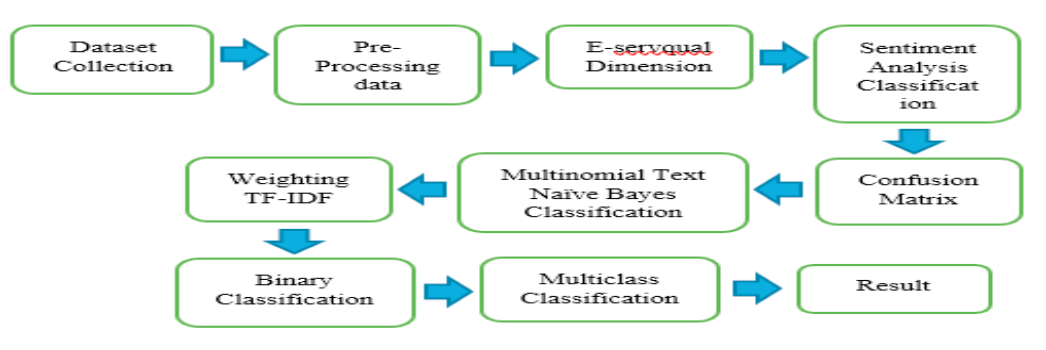 Dataset
Collection
Pre-
Processing
data
E-servqual
Dimension
Sentiment
Analysis
Classificat
ion
Confusion
Matrix
Multinomial Text
Naïve Bayes
Classification
Weighting
TF-IDF
Binary
Classification
Multiclass
Classification
Result